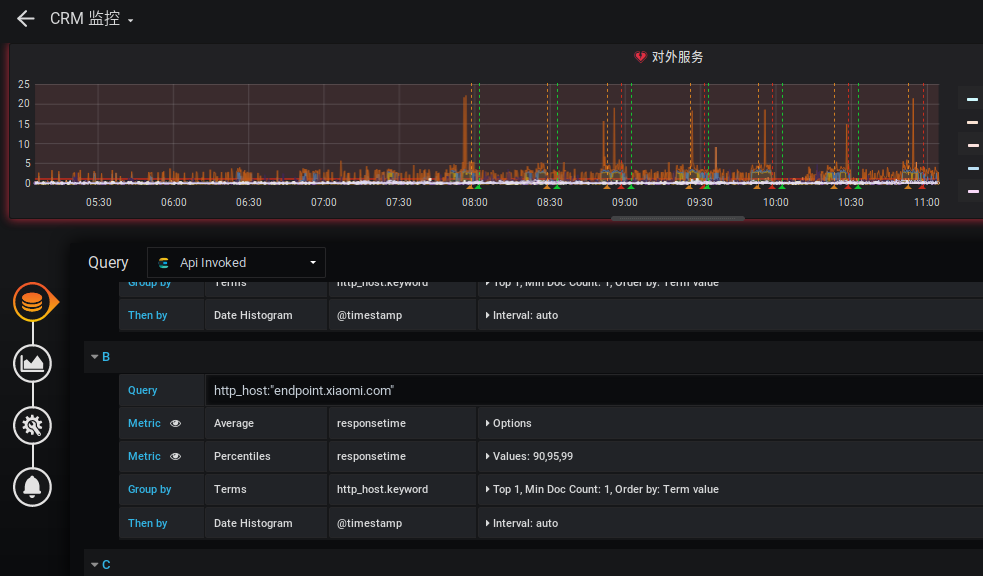 CRM 监控
对外服务
25
20
15
10
5
0
05:30 06:00 06:30 07:00 07:30 08:00 08:30 09:00 09:30 10:00 10:30 11:00
Query Api Invoked
Group by Terms http_host.keyword Top 1, Min Doc Count: 1, Order by: Term value
Then by Date Histogram @timestamp Interval: auto
B
Query http_host:"endpoint.xiaomi.com"
Metric Average responsetime Options
Metric Percentiles responsetime Values: 90,95,99
Group by Terms http_host.keyword Top 1, Min Doc Count: 1, Order by: Term value
Then by Date Histogram @timestamp Interval: auto
C